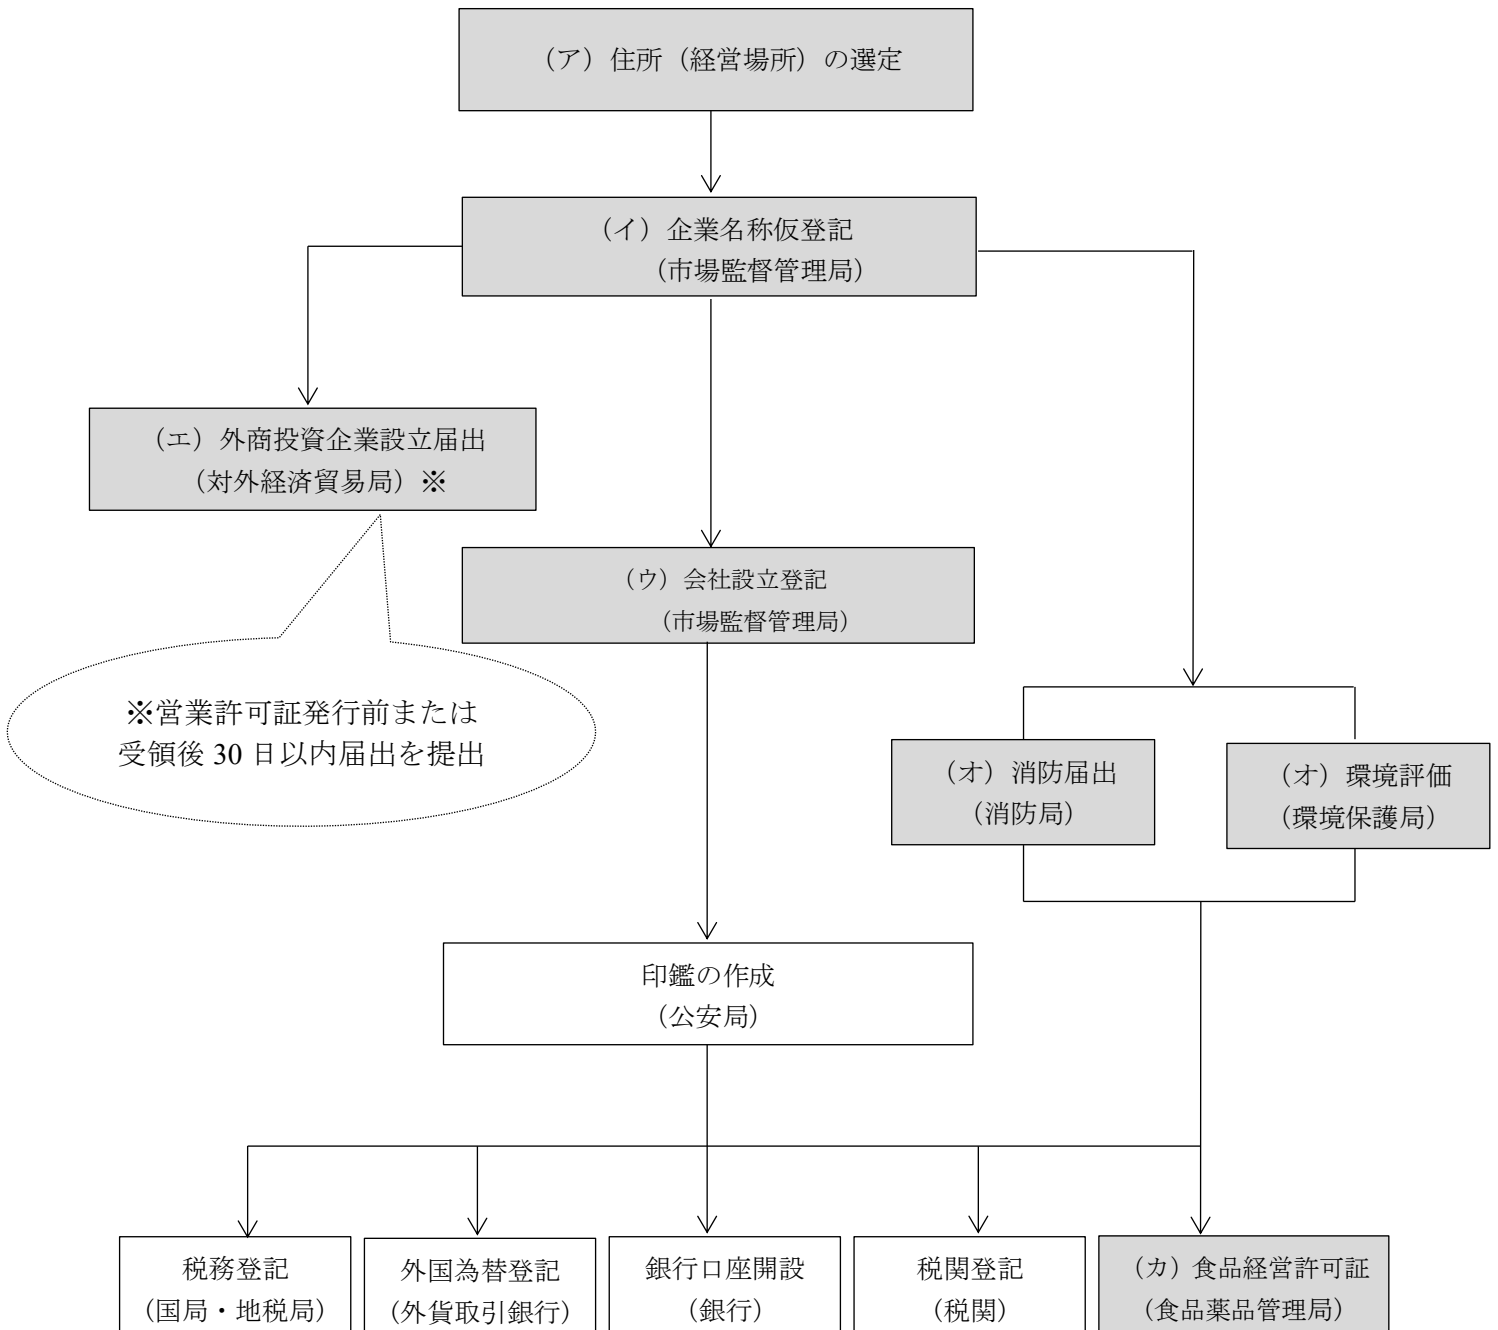 （ア）住所（経営場所）の選定
（イ）企業名称仮登記
（市場監督管理局）
（エ）外商投資企業設立届出
（対外経済貿易局）※
（ウ）会社設立登記
（市場監督管理局）
※営業許可証発行前または
受領後 30 日以内届出を提出
（オ）消防届出
（消防局）
（オ）環境評価
（環境保護局）
印鑑の作成
（公安局）
税務登記
（国局・地税局）
外国為替登記
（外貨取引銀行）
銀行口座開設
（銀行）
税関登記
（税関）
（カ）食品経営許可証
（食品薬品管理局）